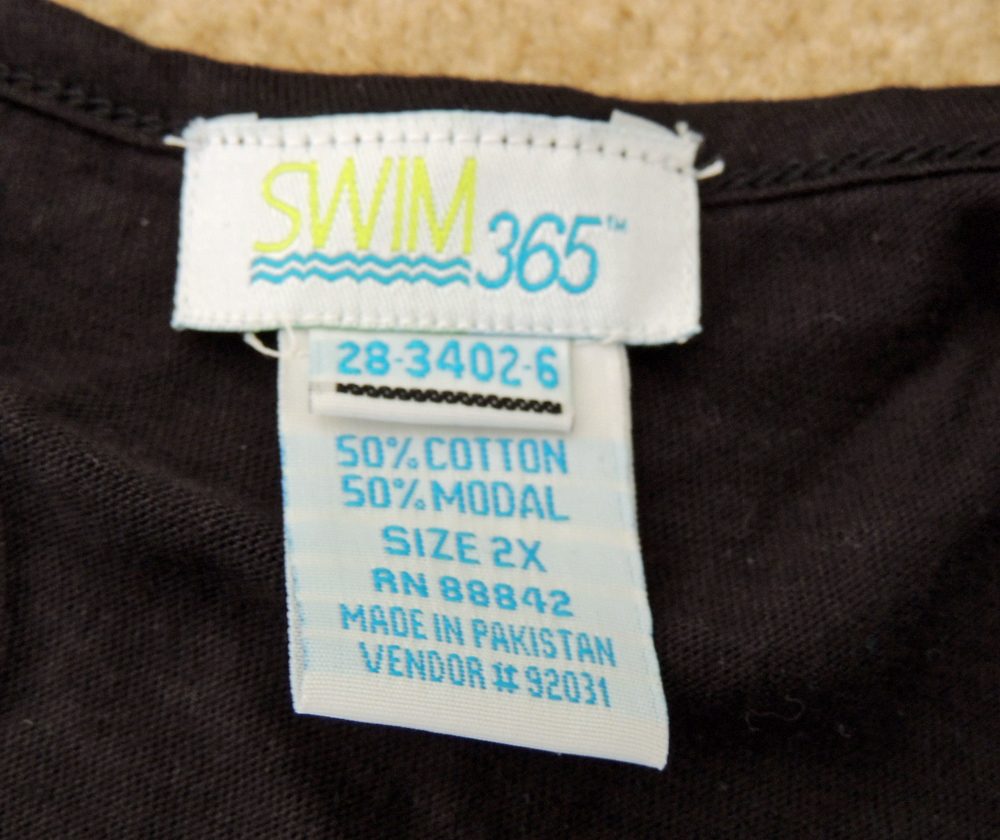 SWIM 365™
28-3402-6
50% COTTON
50% MODAL
SIZE 2X
RN 88842
MADE IN PAKISTAN
VENDOR # 92031